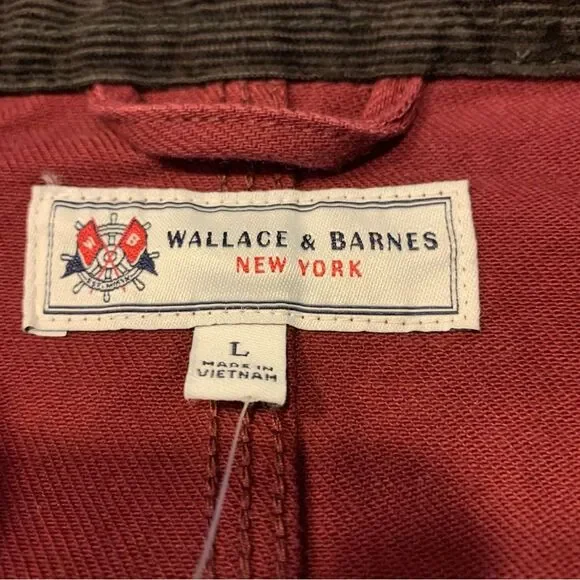 WALLACE & BARNES
NEW YORK
W B
L
MADE IN
VIETNAM